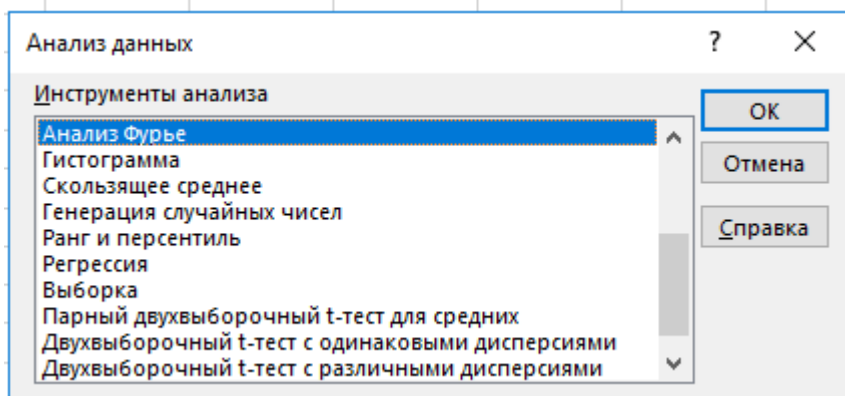 Анализ данных
?
Инструменты анализа
Анализ Фурье
Гистограмма
Скользящее среднее
Генерация случайных чисел
Ранг и персентиль
Регрессия
Выборка
Парный двухвыборочный t-тест для средних
Двухвыборочный t-тест с одинаковыми дисперсиями
Двухвыборочный t-тест с различными дисперсиями
ОК
Отмена
Справка